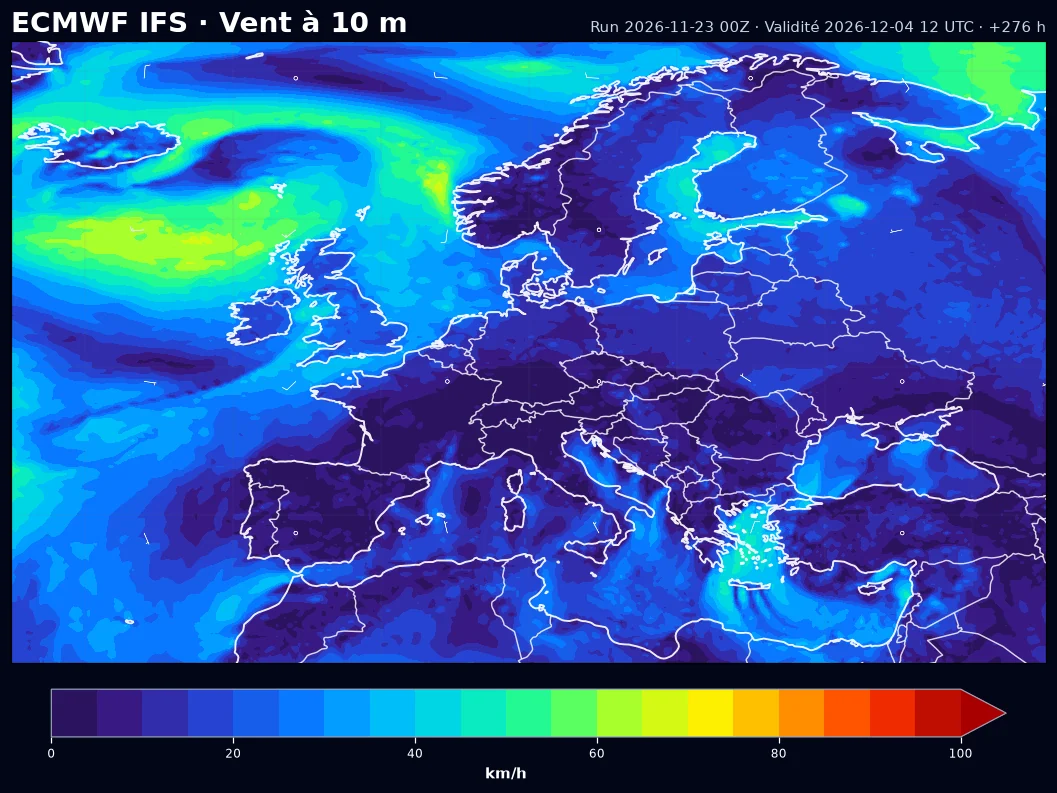 ECMWF IFS · Vent à 10 m
Run 2026-11-23 00Z · Validité 2026-12-04 12 UTC · +276 h
0 20 40 60 80 100
km/h